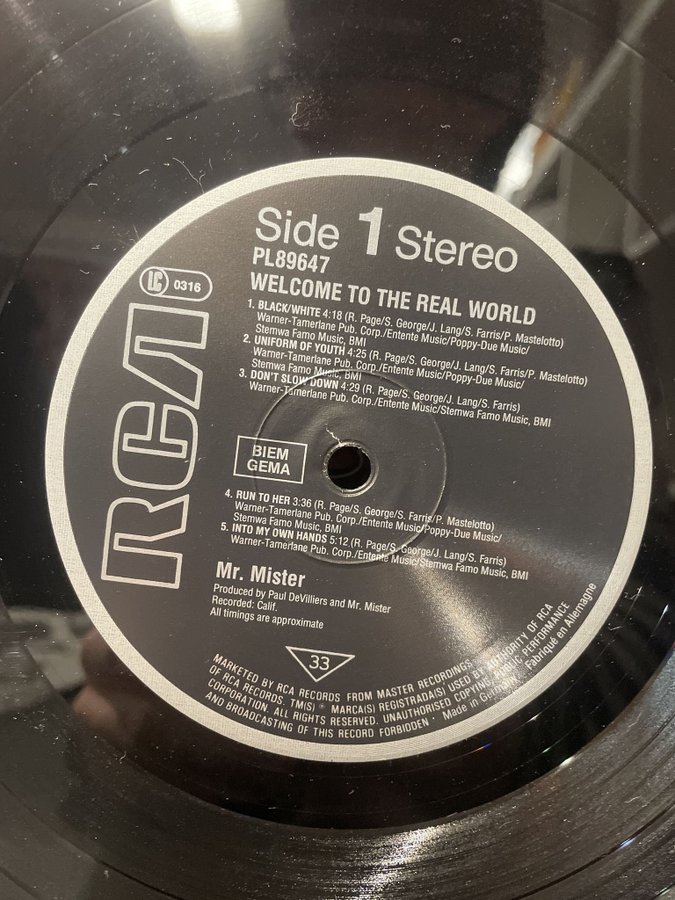 Side 1 Stereo
PL89647
LC 0316
WELCOME TO THE REAL WORLD
RCA
1. BLACK/WHITE 4:18 (R. Page/S. George/J. Lang/S. Farris/P. Mastelotto)
Warner-Tamerlane Pub. Corp./Entente Music/Poppy-Due Music/
Stemwa Famo Music, BMI
2. UNIFORM OF YOUTH 4:25 (R. Page/S. George/J. Lang/S. Farris/P. Mastelotto)
Warner-Tamerlane Pub. Corp./Entente Music/Poppy-Due Music/
Stemwa Famo Music, BMI
3. DON'T SLOW DOWN 4:29 (R. Page/S. George/J. Lang/S. Farris)
Warner-Tamerlane Pub. Corp./Entente Music/Stemwa Famo Music, BMI
BIEM
GEMA
4. RUN TO HER 3:36 (R. Page/S. George/J. Lang/S. Farris/P. Mastelotto)
Warner-Tamerlane Pub. Corp./Entente Music/Poppy-Due Music/
Stemwa Famo Music, BMI
5. INTO MY OWN HANDS 5:12 (R. Page/S. George/J. Lang/S. Farris)
Warner-Tamerlane Pub. Corp./Entente Music/Stemwa Famo Music, BMI
Mr. Mister
Produced by Paul DeVilliers and Mr. Mister
Recorded: Calif.
All timings are approximate
33
MARKETED BY RCA RECORDS FROM MASTER RECORDINGS
OF RCA RECORDS. TM(S) ® MARCA(S) REGISTRADA(S) USED BY AUTHORITY OF RCA
CORPORATION. ALL RIGHTS RESERVED. UNAUTHORISED COPYING, PUBLIC PERFORMANCE
AND BROADCASTING OF THIS RECORD FORBIDDEN · Made in Germany · Fabriqué en Allemagne